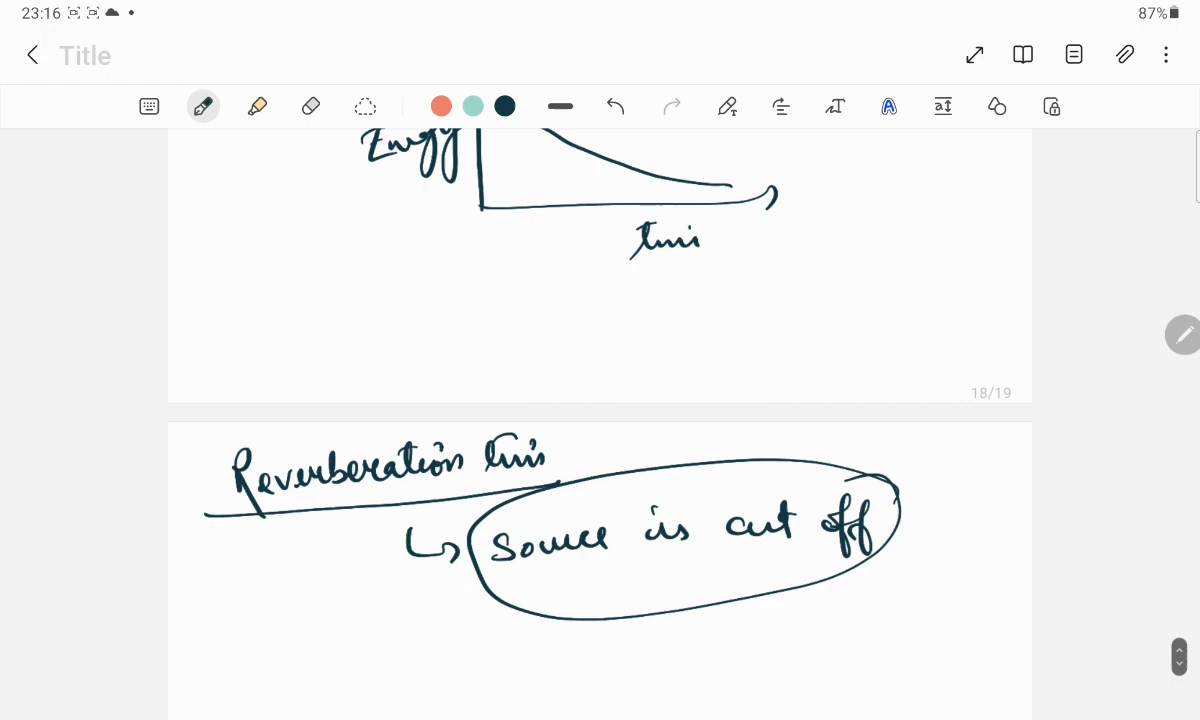 23:16
87%
Title
Energy
time
18/19
Reverberation time
↳ source is cut off